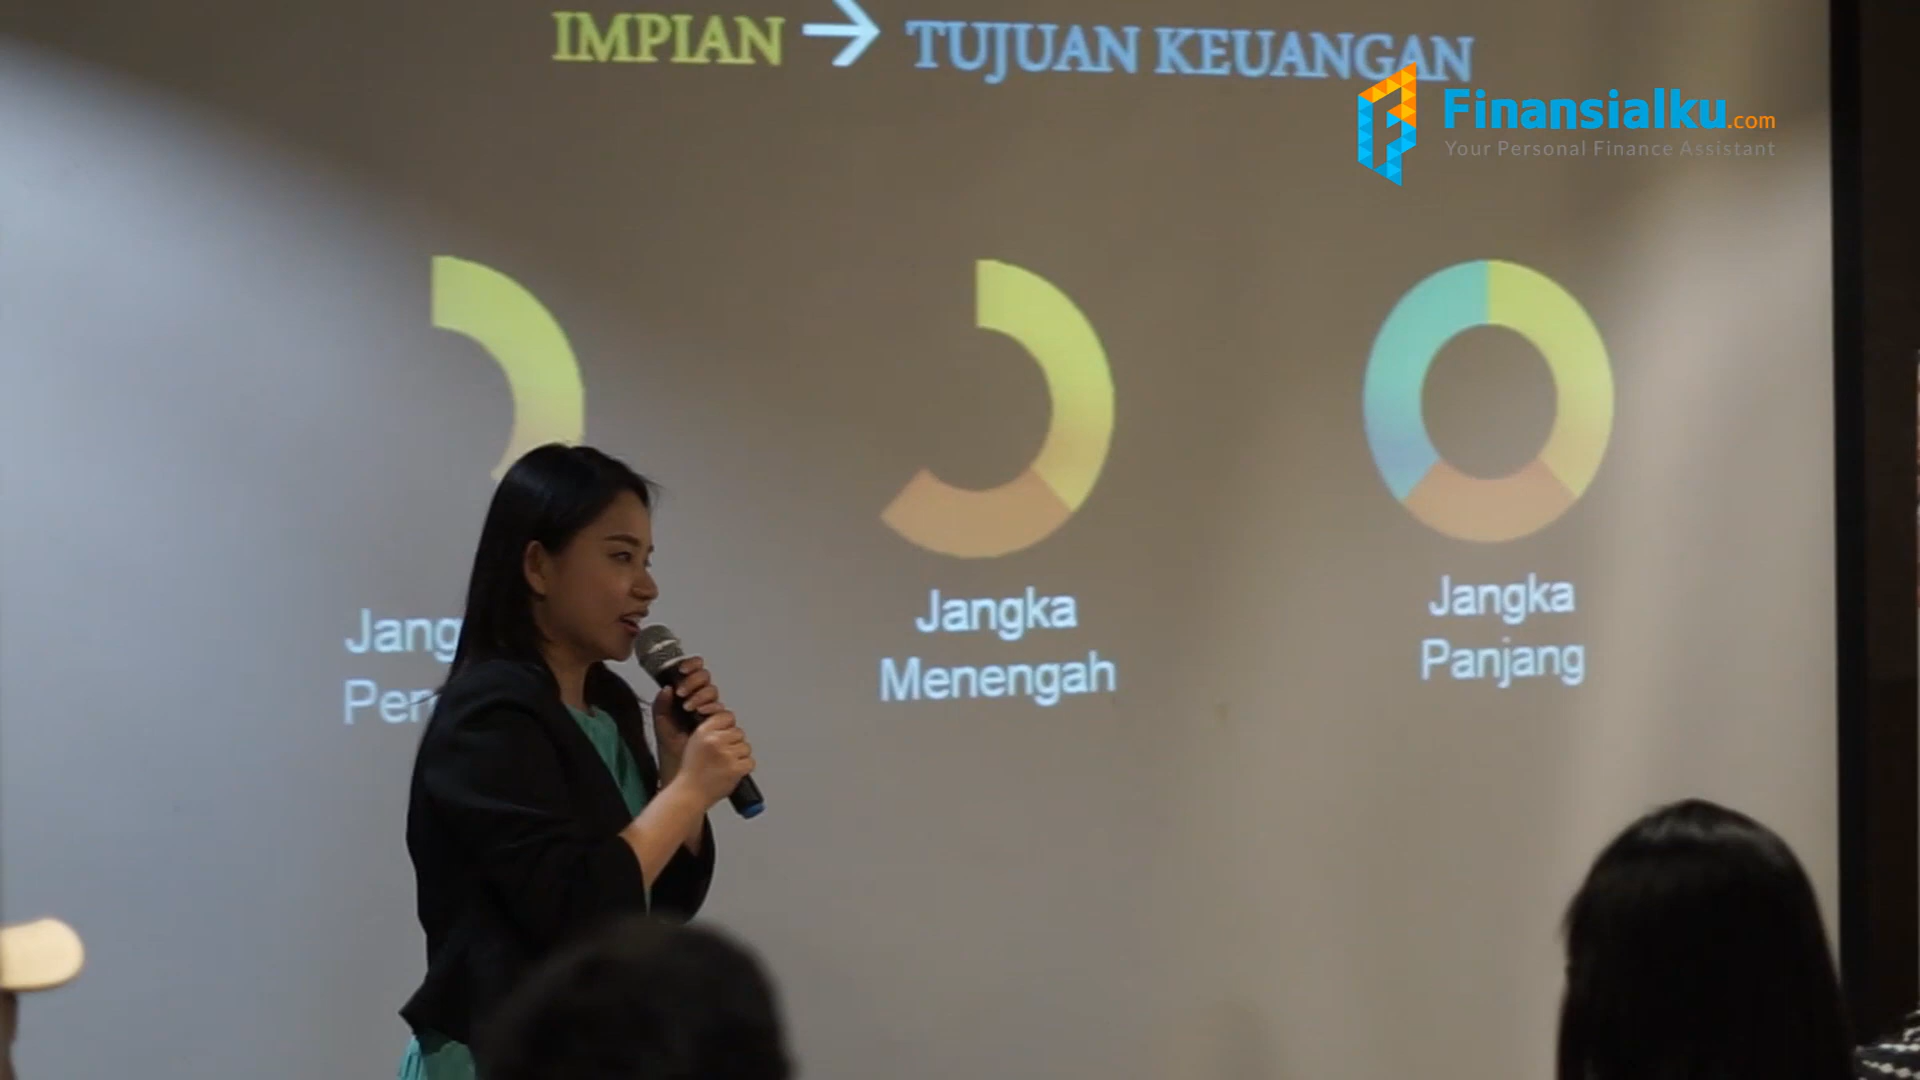 IMPIAN → TUJUAN KEUANGAN
Finansialku.com
Your Personal Finance Assistant
Jangka
Menengah
Jangka
Panjang